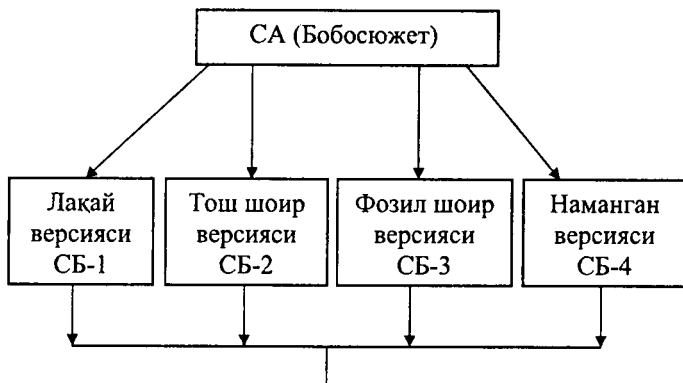 СА (Бобосюжет)
Лақай
версияси
СБ-1
Тош шоир
версияси
СБ-2
Фозил шоир
версияси
СБ-3
Наманган
версияси
СБ-4